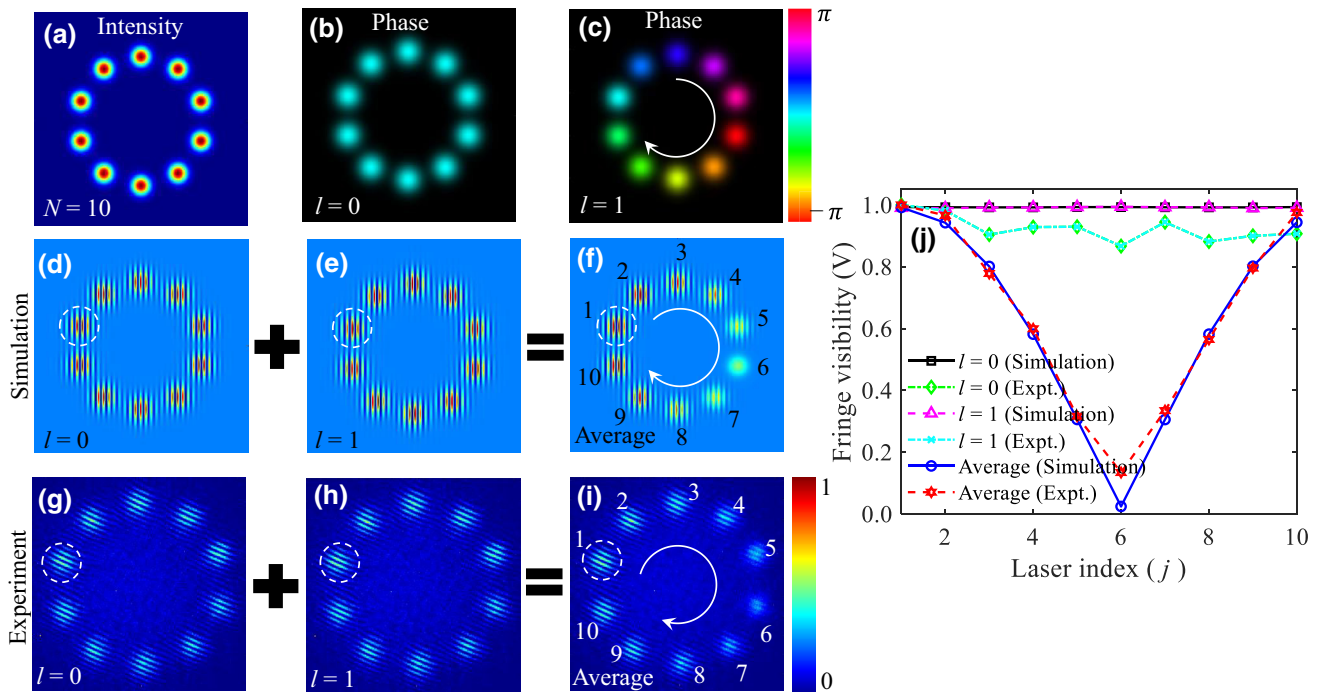 (a) Intensity
N = 10
(b) Phase
l = 0
(c) Phase
l = 1
π
−π
Simulation
(d)
l = 0
(e)
l = 1
(f)
1
2
3
4
5
6
7
8
9
10
Average
Experiment
(g)
l = 0
(h)
l = 1
(i)
1
2
3
4
5
6
7
8
9
10
Average
1
0
(j)
Fringe visibility (V)
1.0
0.8
0.6
0.4
0.2
0.0
l = 0 (Simulation)
l = 0 (Expt.)
l = 1 (Simulation)
l = 1 (Expt.)
Average (Simulation)
Average (Expt.)
2 4 6 8 10
Laser index ( j )